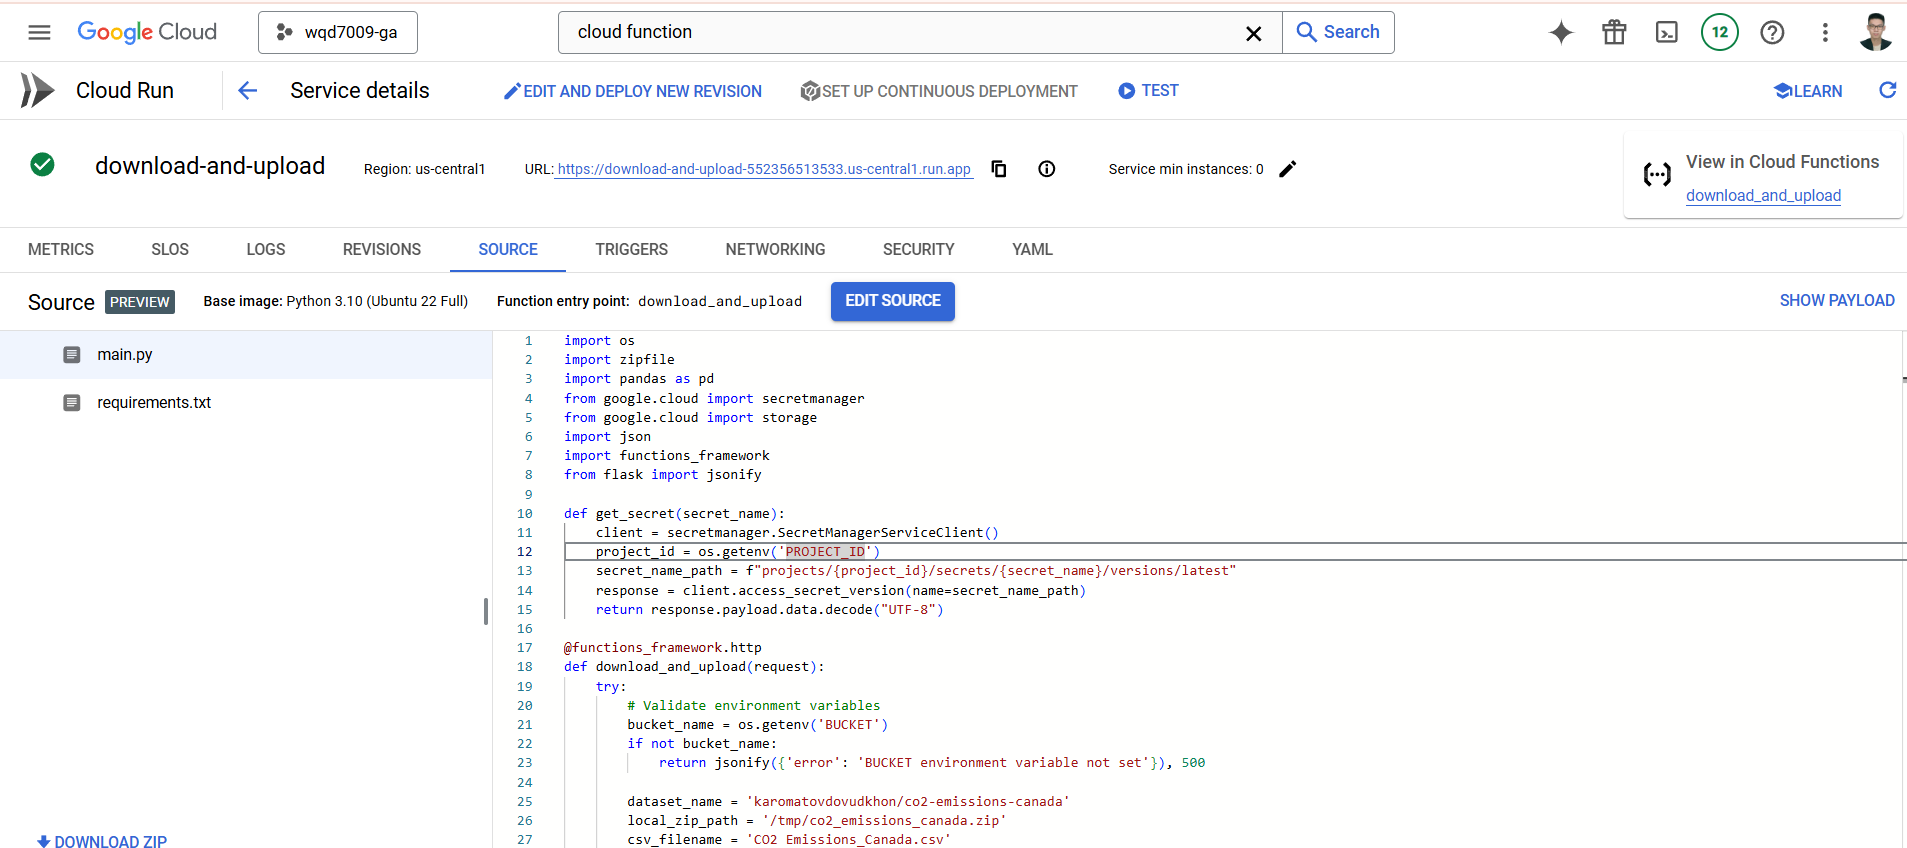 Google Cloud
wqd7009-ga
cloud function
Search
12
Cloud Run
Service details
EDIT AND DEPLOY NEW REVISION
SET UP CONTINUOUS DEPLOYMENT
TEST
LEARN
download-and-upload
Region: us-central1
URL: https://download-and-upload-552356513533.us-central1.run.app
Service min instances: 0
View in Cloud Functions
download_and_upload
METRICS
SLOS
LOGS
REVISIONS
SOURCE
TRIGGERS
NETWORKING
SECURITY
YAML
Source
PREVIEW
Base image: Python 3.10 (Ubuntu 22 Full)
Function entry point: download_and_upload
EDIT SOURCE
SHOW PAYLOAD
main.py
requirements.txt
DOWNLOAD ZIP
1 import os
2 import zipfile
3 import pandas as pd
4 from google.cloud import secretmanager
5 from google.cloud import storage
6 import json
7 import functions_framework
8 from flask import jsonify
9
10 def get_secret(secret_name):
11     client = secretmanager.SecretManagerServiceClient()
12     project_id = os.getenv('PROJECT_ID')
13     secret_name_path = f"projects/{project_id}/secrets/{secret_name}/versions/latest"
14     response = client.access_secret_version(name=secret_name_path)
15     return response.payload.data.decode("UTF-8")
16
17 @functions_framework.http
18 def download_and_upload(request):
19     try:
20         # Validate environment variables
21         bucket_name = os.getenv('BUCKET')
22         if not bucket_name:
23             return jsonify({'error': 'BUCKET environment variable not set'}), 500
24
25         dataset_name = 'karomatovdovudkhon/co2-emissions-canada'
26         local_zip_path = '/tmp/co2_emissions_canada.zip'
27         csv_filename = 'CO2 Emissions_Canada.csv'